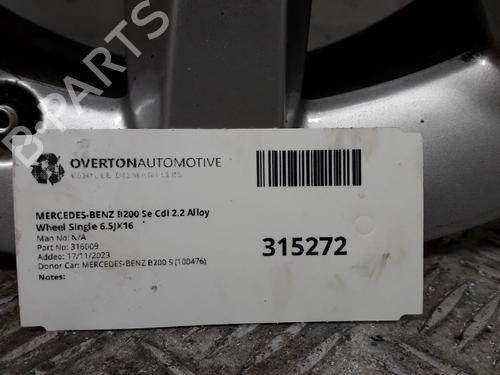 B-PARTS
OVERTONAUTOMOTIVE
VEHICLE DISMANTLERS
MERCEDES-BENZ B200 Se Cdi 2.2 Alloy
Wheel Single 6.5JX16
Man No: N/A
Part No: 316009
Added: 17/11/2023
Donor Car: MERCEDES-BENZ B200 S (100476)
Notes:
315272